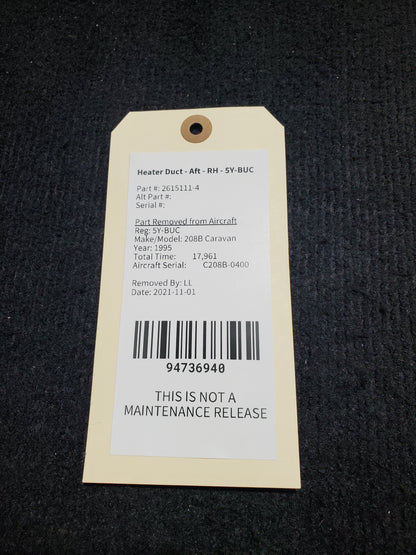 Heater Duct - Aft - RH - 5Y-BUC
Part #: 2615111-4
Alt Part #:
Serial #:
Part Removed from Aircraft
Reg: 5Y-BUC
Make/Model: 208B Caravan
Year: 1995
Total Time: 17,961
Aircraft Serial: C208B-0400
Removed By: LL
Date: 2021-11-01
94736940
THIS IS NOT A
MAINTENANCE RELEASE